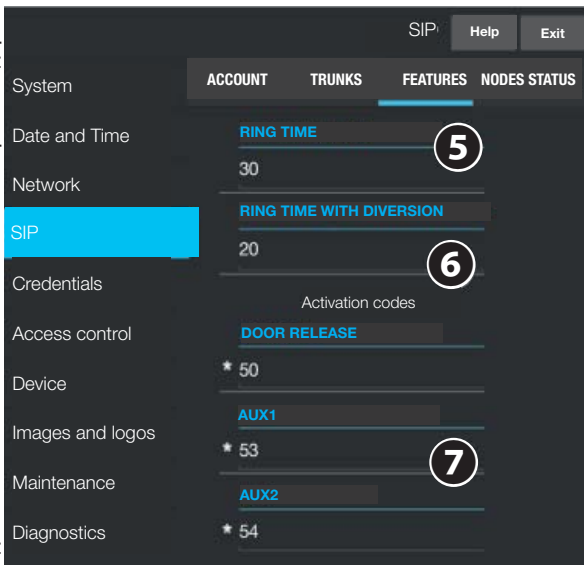 SIP Help Exit
System
Date and Time
Network
SIP
Credentials
Access control
Device
Images and logos
Maintenance
Diagnostics
ACCOUNT TRUNKS FEATURES NODES STATUS
RING TIME
5
30
RING TIME WITH DIVERSION
20
6
Activation codes
DOOR RELEASE
* 50
AUX1
* 53
7
AUX2
* 54